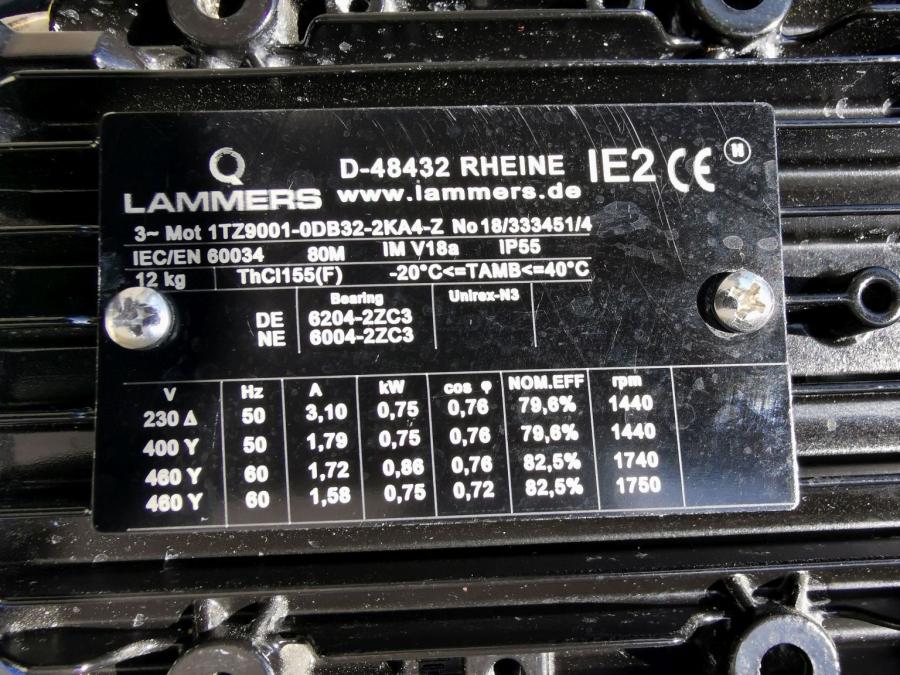 D-48432 RHEINE IE2 CE H
LAMMERS www.lammers.de
3~ Mot 1TZ9001-0DB32-2KA4-Z No 18/333451/4
IEC/EN 60034 80M IM V18a IP55
12 kg ThCl155(F) -20°C<=TAMB<=40°C
Bearing Unirex-N3
DE 6204-2ZC3
NE 6004-2ZC3
V Hz A kW cos φ NOM.EFF rpm
230 Δ 50 3,10 0,75 0,76 79,6% 1440
400 Y 50 1,79 0,75 0,76 79,6% 1440
460 Y 60 1,72 0,86 0,76 82,5% 1740
460 Y 60 1,58 0,75 0,72 82,5% 1750